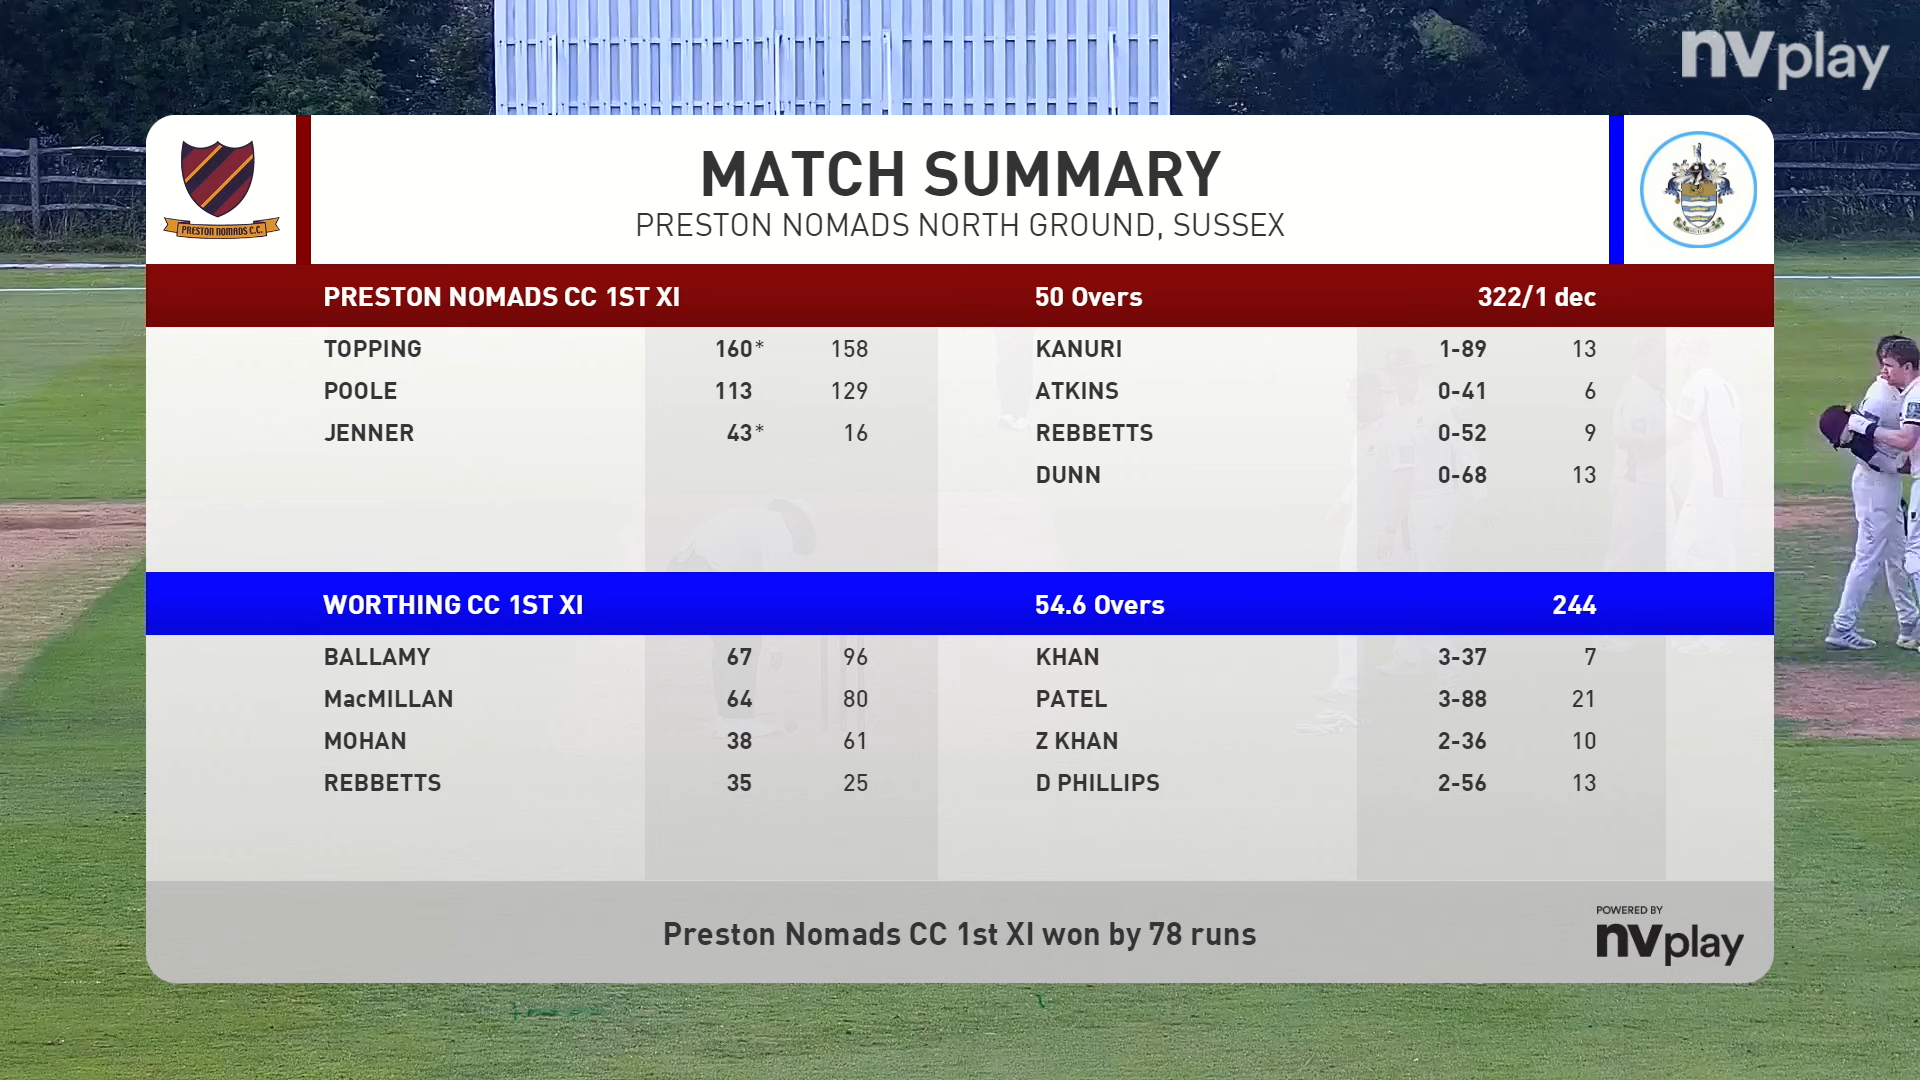 nvplay
MATCH SUMMARY
PRESTON NOMADS NORTH GROUND, SUSSEX
PRESTON NOMADS C.C.
PRESTON NOMADS CC 1ST XI 50 Overs 322/1 dec
TOPPING 160* 158 KANURI 1-89 13
POOLE 113 129 ATKINS 0-41 6
JENNER 43* 16 REBBETTS 0-52 9
DUNN 0-68 13
WORTHING CC 1ST XI 54.6 Overs 244
BALLAMY 67 96 KHAN 3-37 7
MacMILLAN 64 80 PATEL 3-88 21
MOHAN 38 61 Z KHAN 2-36 10
REBBETTS 35 25 D PHILLIPS 2-56 13
Preston Nomads CC 1st XI won by 78 runs
POWERED BY
nvplay